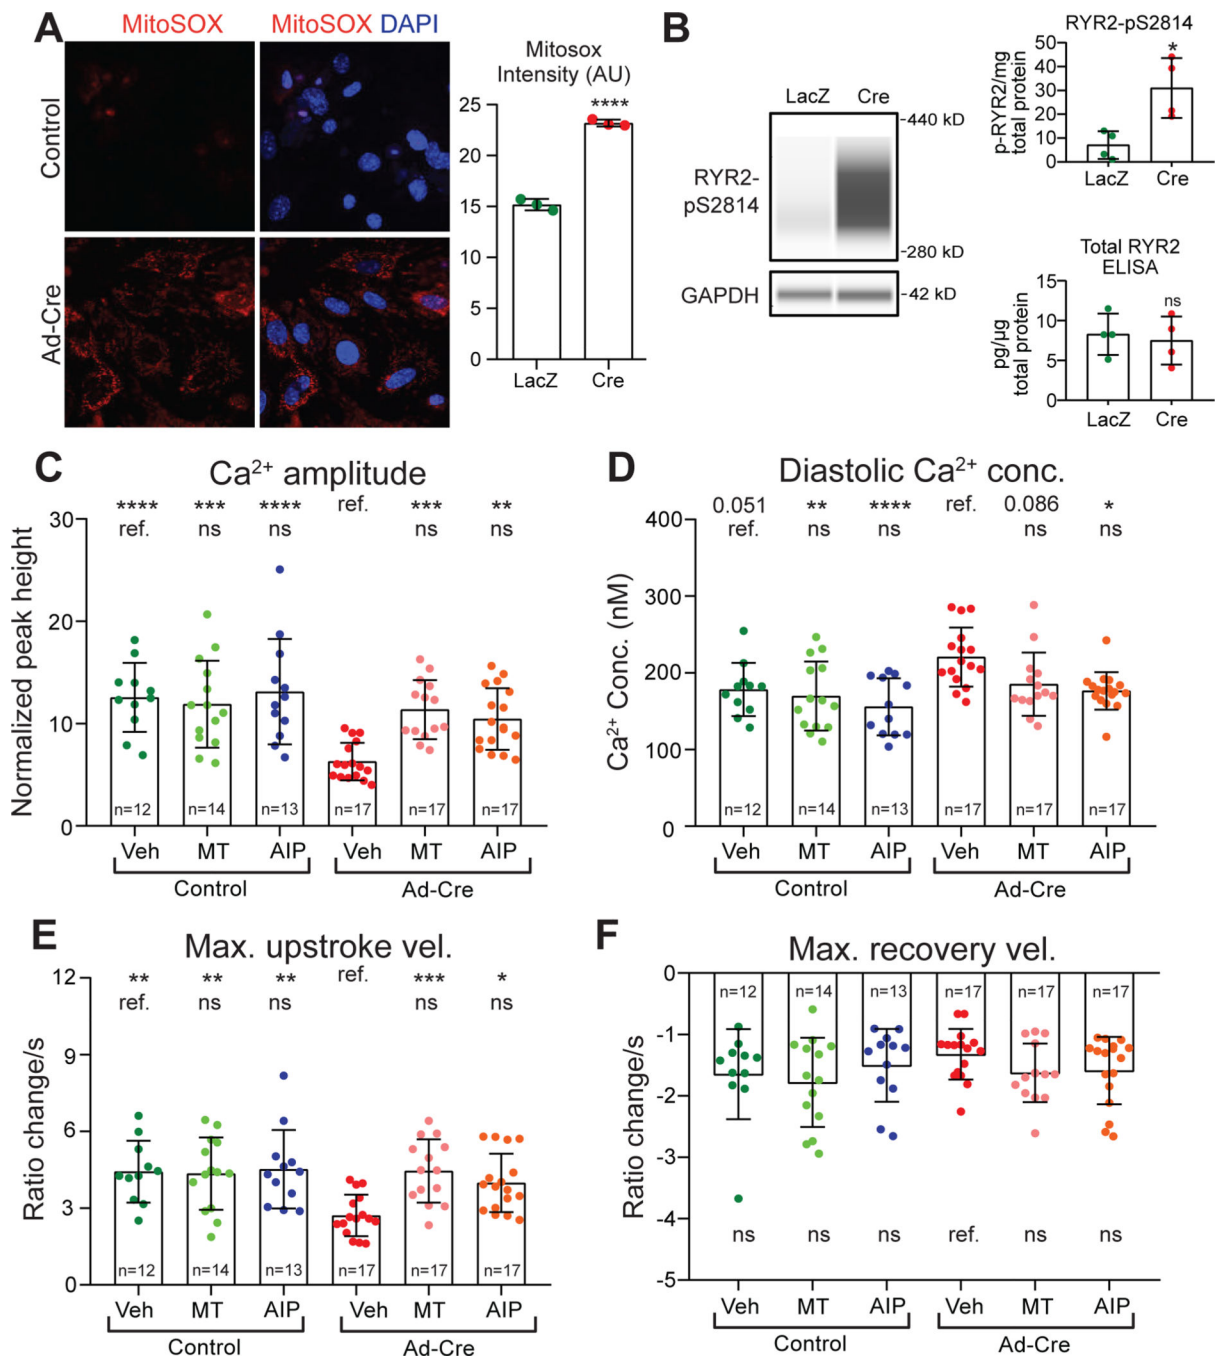 A
MitoSOX
MitoSOX DAPI
Control
Ad-Cre
Mitosox
Intensity (AU)
****
25
20
15
10
5
0
LacZ
Cre
B
LacZ
Cre
-440 kD
RYR2-
pS2814
-280 kD
GAPDH
-42 kD
RYR2-pS2814
*
p-RYR2/mg
total protein
50
40
30
20
10
0
LacZ
Cre
Total RYR2
ELISA
ns
pg/µg
total protein
15
10
5
0
LacZ
Cre
C
Ca²⁺ amplitude
**** *** **** ref. *** **
ref. ns ns ns ns
Normalized peak height
30
20
10
0
n=12 n=14 n=13 n=17 n=17 n=17
Veh MT AIP Veh MT AIP
Control Ad-Cre
D
Diastolic Ca²⁺ conc.
0.051 ** **** ref. 0.086 *
ref. ns ns ns ns
Ca²⁺ Conc. (nM)
400
300
200
100
0
n=12 n=14 n=13 n=17 n=17 n=17
Veh MT AIP Veh MT AIP
Control Ad-Cre
E
Max. upstroke vel.
** ** ** ref. *** *
ref. ns ns ns ns
Ratio change/s
12
9
6
3
0
n=12 n=14 n=13 n=17 n=17 n=17
Veh MT AIP Veh MT AIP
Control Ad-Cre
F
Max. recovery vel.
Ratio change/s
0
-1
-2
-3
-4
-5
n=12 n=14 n=13 n=17 n=17 n=17
ns ns ns ref. ns ns
Veh MT AIP Veh MT AIP
Control Ad-Cre